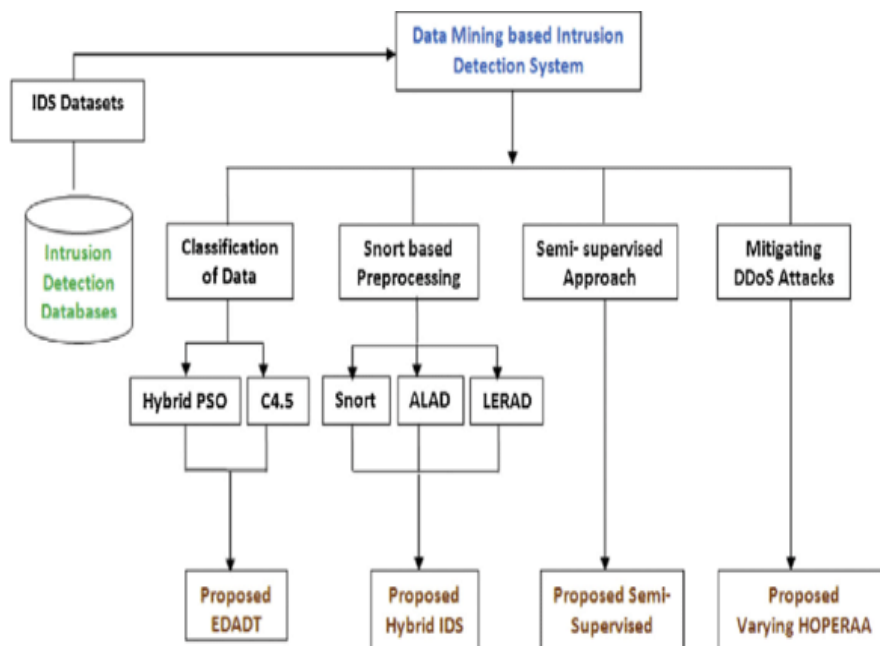 Data Mining based Intrusion
Detection System
IDS Datasets
Intrusion
Detection
Databases
Classification
of Data
Snort based
Preprocessing
Semi- supervised
Approach
Mitigating
DDoS Attacks
Hybrid PSO
C4.5
Snort
ALAD
LERAD
Proposed
EDADT
Proposed
Hybrid IDS
Proposed Semi-
Supervised
Proposed
Varying HOPERAA